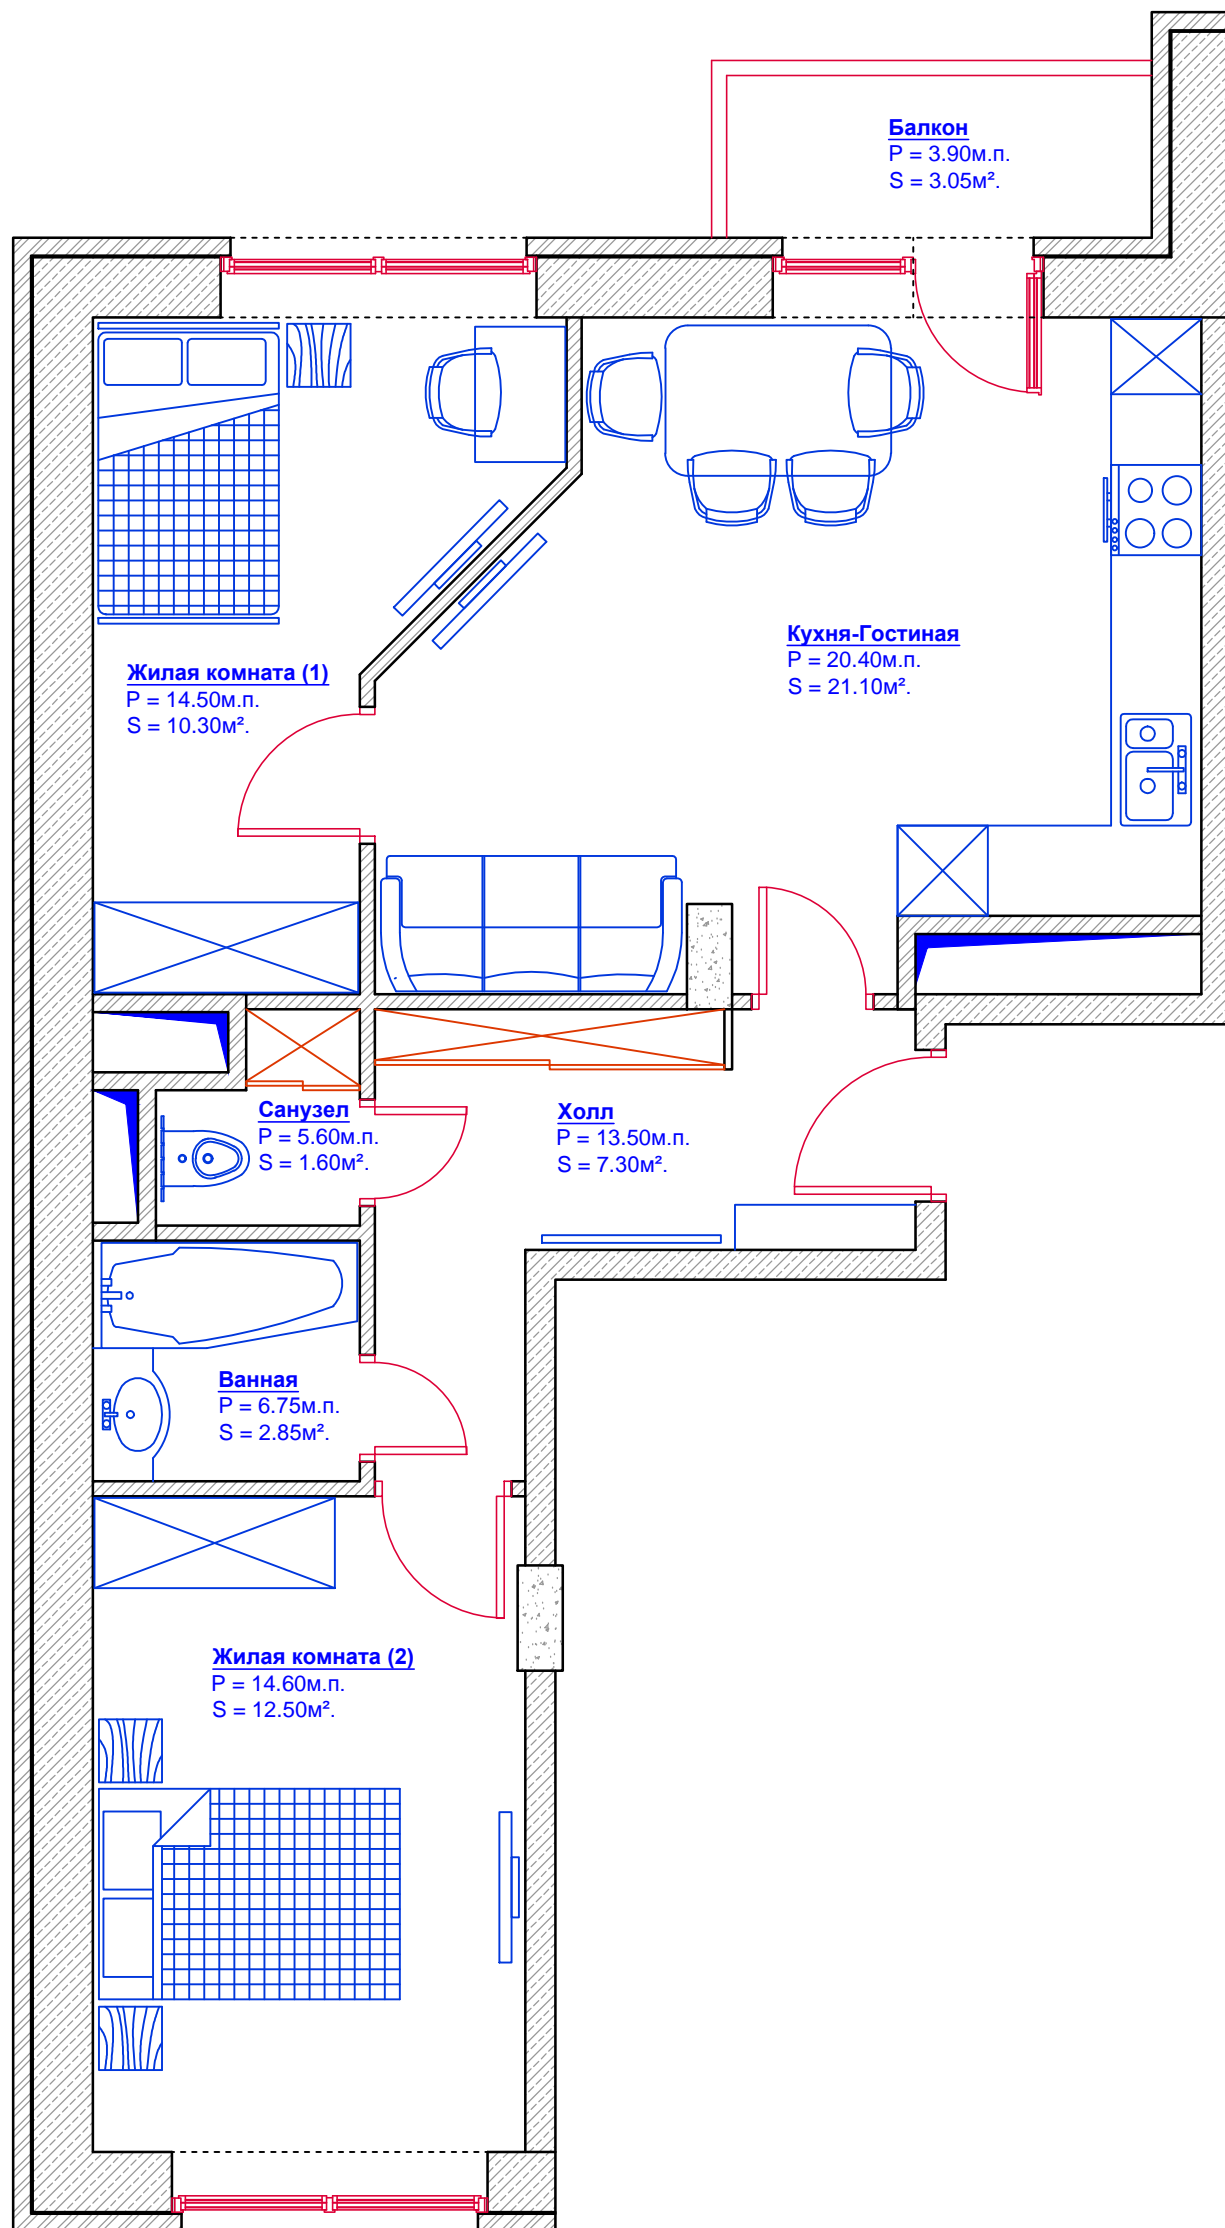 Балкон
P = 3.90м.п.
S = 3.05м².
Кухня-Гостиная
P = 20.40м.п.
S = 21.10м².
Жилая комната (1)
P = 14.50м.п.
S = 10.30м².
Санузел
P = 5.60м.п.
S = 1.60м².
Холл
P = 13.50м.п.
S = 7.30м².
Ванная
P = 6.75м.п.
S = 2.85м².
Жилая комната (2)
P = 14.60м.п.
S = 12.50м².